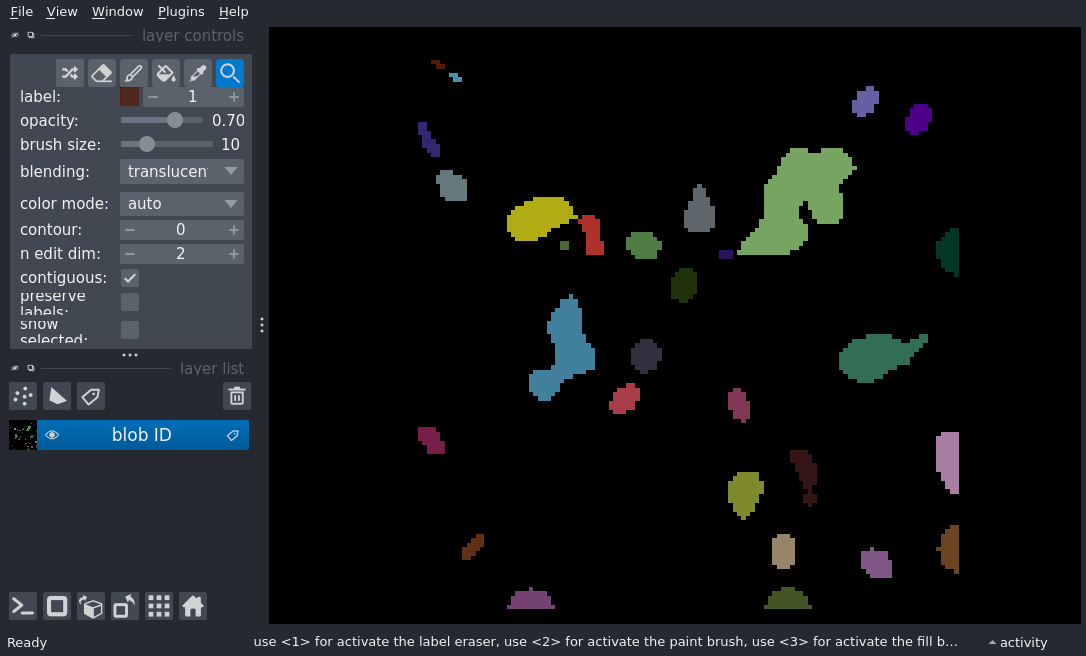 File View Window Plugins Help
layer controls
label: 1
opacity: 0.70
brush size: 10
blending: translucen
color mode: auto
contour: 0
n edit dim: 2
contiguous:
preserve
labels:
show
selected:
layer list
blob ID
Ready use <1> for activate the label eraser, use <2> for activate the paint brush, use <3> for activate the fill b... activity